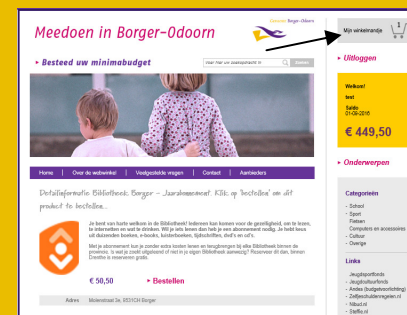 Meedoen in Borger-Odoorn
Gemeente Borger-Odoorn
Mijn winkelmandje
1
Besteed uw minimabudget
Zoeken
Uitloggen
Welkom!
test
Saldo
01-09-2016
€ 449,50
Onderwerpen
Home | Over de webwinkel | Veelgestelde vragen | Contact | Aanbieders
Detailinformatie Bibliotheek Borger - Jaarabonnement. Klik op 'bestellen' om dit
product te bestellen...
Je bent van harte welkom in de Bibliotheek! Iedereen kan komen voor de gezelligheid, om te lezen,
te internetten en wat te drinken. Wil je iets lenen dan heb je een abonnement nodig. Je hebt keus
uit duizenden boeken, e-books, luisterboeken, tijdschriften, dvd's en cd's.
Met je abonnement kun je zonder extra kosten lenen en terugbrengen bij elke Bibliotheek binnen de
provincie. Is wat je zoekt uitgeleend of niet in je eigen Bibliotheek aanwezig? Reserveer dit dan, binnen
Drenthe is reserveren gratis.
€ 50,50
Bestellen
Adres Molenstraat 3a, 9531CH Borger
Categorieën
- School
- Sport
Fietsen
- Computers en accessoires
- Cultuur
- Overige
Links
- Jeugdsportfonds
- Jeugdcultuurfonds
- Andes (budgetvoorlichting)
- Zelfjeschuldenregelen.nl
- Nibud.nl
- Steffie.nl